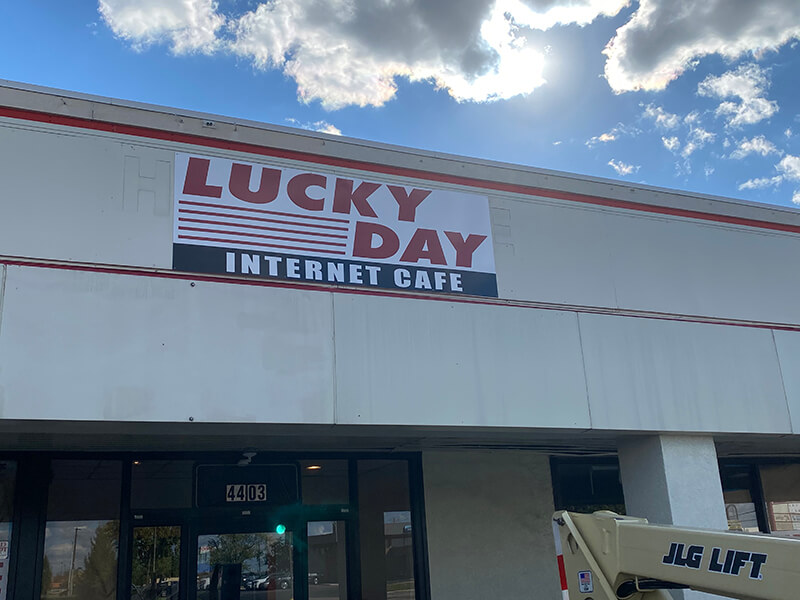 LUCKY
DAY
INTERNET CAFE
4403
JLG LIFT